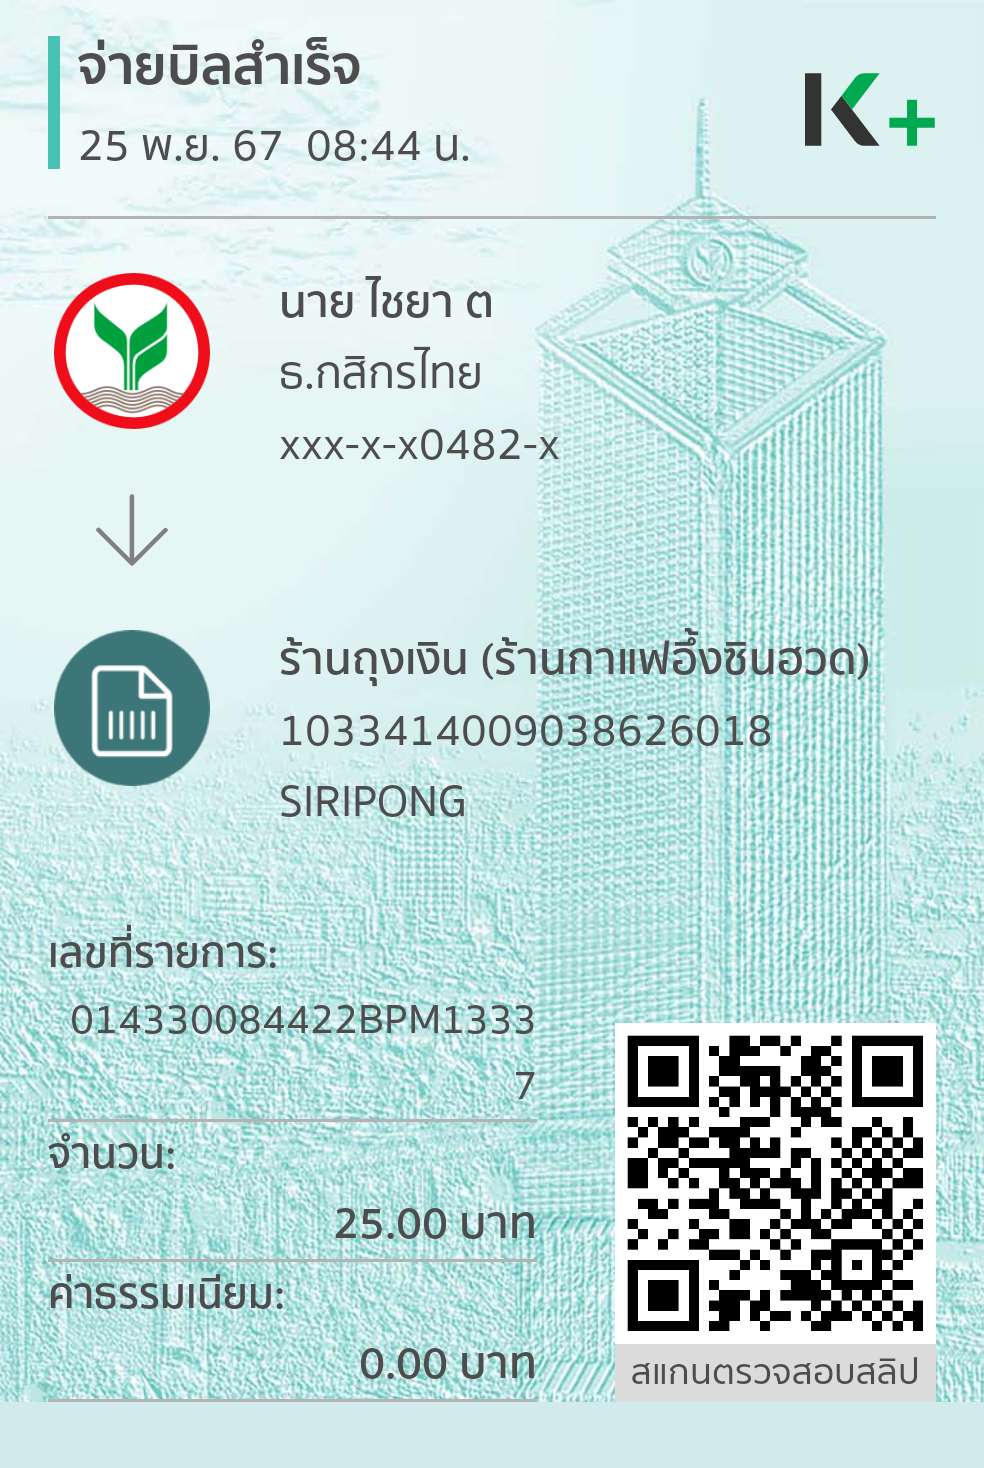 จ่ายบิลสำเร็จ
25 พ.ย. 67 08:44 น.
K+
นาย ไชยา ต
ธ.กสิกรไทย
xxx-x-x0482-x
ร้านถุงเงิน (ร้านกาแฟอึ้งซินฮวด)
1033414009038626018
SIRIPONG
เลขที่รายการ:
014330084422BPM1333
7
จำนวน:
25.00 บาท
ค่าธรรมเนียม:
0.00 บาท
สแกนตรวจสอบสลิป